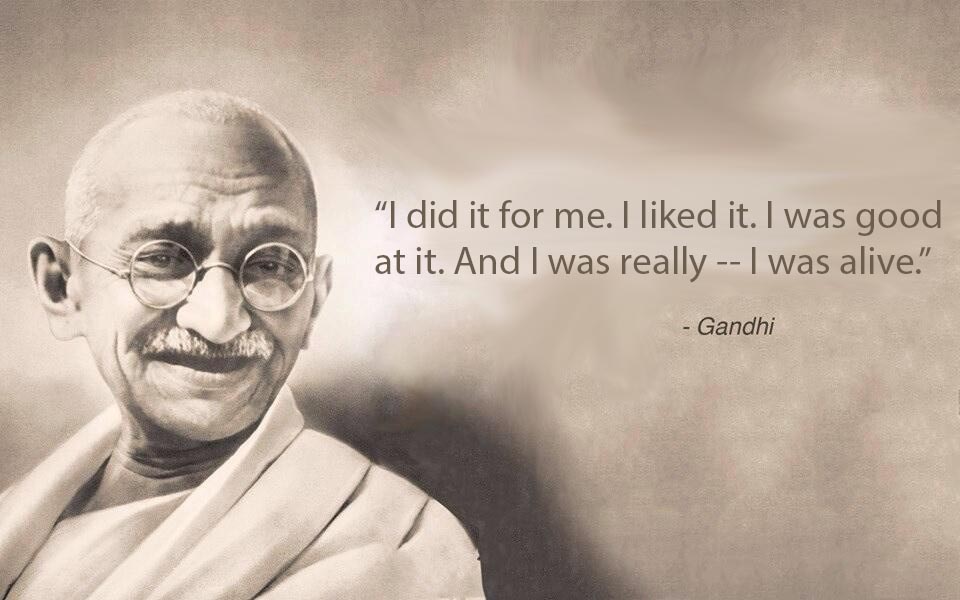 “I did it for me. I liked it. I was good
at it. And I was really -- I was alive.”
- Gandhi